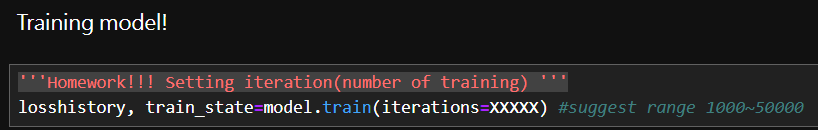 Training model!
'''Homework!!! Setting iteration(number of training) '''
losshistory, train_state=model.train(iterations=XXXXX) #suggest range 1000~50000